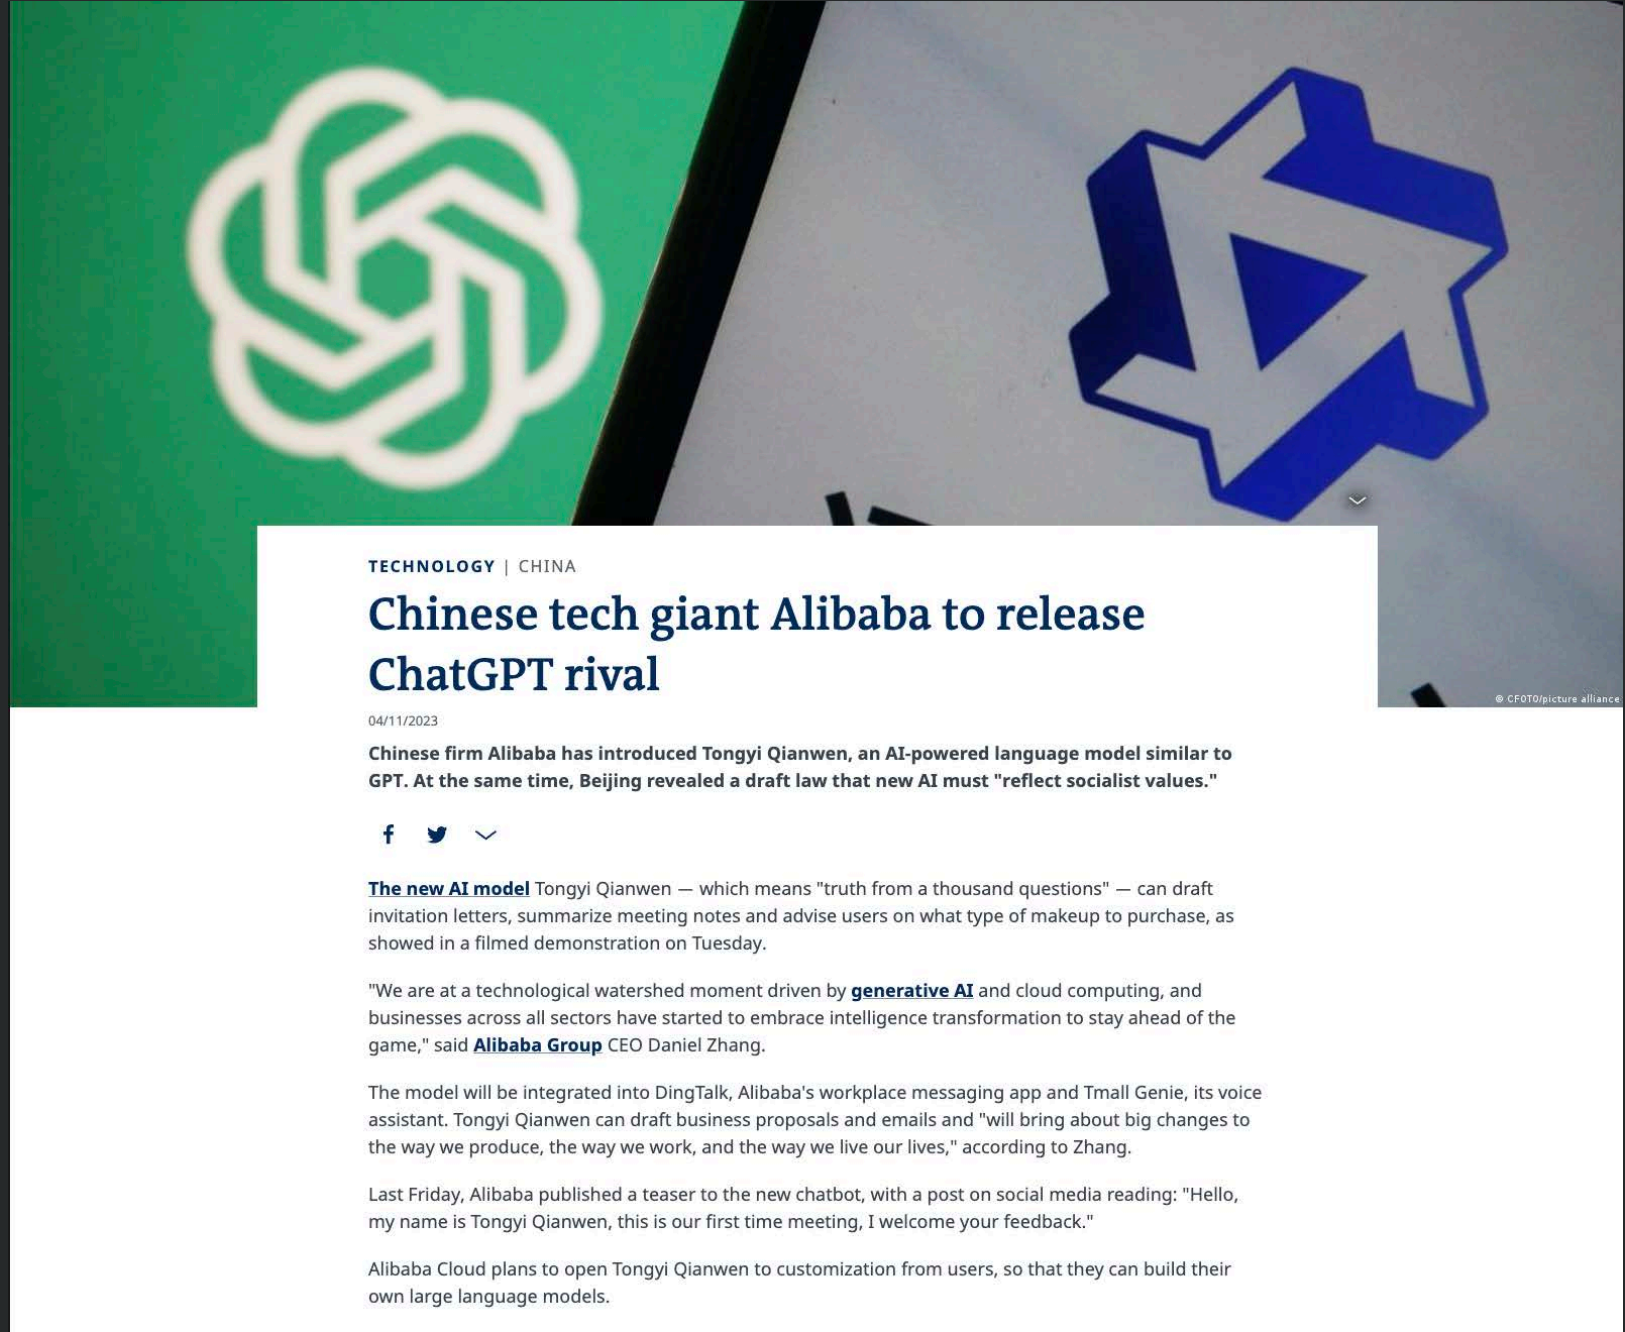 TECHNOLOGY | CHINA
Chinese tech giant Alibaba to release
ChatGPT rival
© CFOTO/picture alliance
04/11/2023
Chinese firm Alibaba has introduced Tongyi Qianwen, an AI-powered language model similar to
GPT. At the same time, Beijing revealed a draft law that new AI must "reflect socialist values."
The new AI model Tongyi Qianwen — which means "truth from a thousand questions" — can draft
invitation letters, summarize meeting notes and advise users on what type of makeup to purchase, as
showed in a filmed demonstration on Tuesday.
"We are at a technological watershed moment driven by generative AI and cloud computing, and
businesses across all sectors have started to embrace intelligence transformation to stay ahead of the
game," said Alibaba Group CEO Daniel Zhang.
The model will be integrated into DingTalk, Alibaba's workplace messaging app and Tmall Genie, its voice
assistant. Tongyi Qianwen can draft business proposals and emails and "will bring about big changes to
the way we produce, the way we work, and the way we live our lives," according to Zhang.
Last Friday, Alibaba published a teaser to the new chatbot, with a post on social media reading: "Hello,
my name is Tongyi Qianwen, this is our first time meeting, I welcome your feedback."
Alibaba Cloud plans to open Tongyi Qianwen to customization from users, so that they can build their
own large language models.